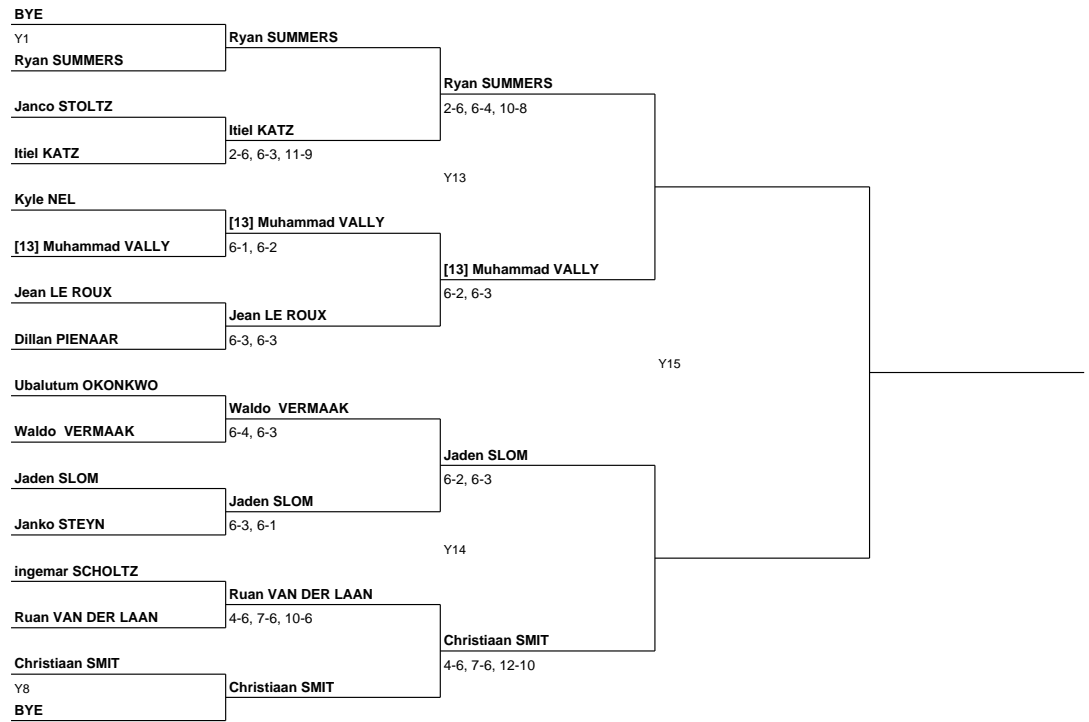 BYE
Y1
Ryan SUMMERS
Ryan SUMMERS
Janco STOLTZ
Itiel KATZ
Itiel KATZ
2-6, 6-3, 11-9
Ryan SUMMERS
2-6, 6-4, 10-8
Y13
Kyle NEL
[13] Muhammad VALLY
[13] Muhammad VALLY
6-1, 6-2
Jean LE ROUX
Dillan PIENAAR
Jean LE ROUX
6-3, 6-3
[13] Muhammad VALLY
6-2, 6-3
Y15
Ubalutum OKONKWO
Waldo  VERMAAK
Waldo  VERMAAK
6-4, 6-3
Jaden SLOM
Janko STEYN
Jaden SLOM
6-3, 6-1
Jaden SLOM
6-2, 6-3
Y14
ingemar SCHOLTZ
Ruan VAN DER LAAN
Ruan VAN DER LAAN
4-6, 7-6, 10-6
Christiaan SMIT
Y8
BYE
Christiaan SMIT
Christiaan SMIT
4-6, 7-6, 12-10